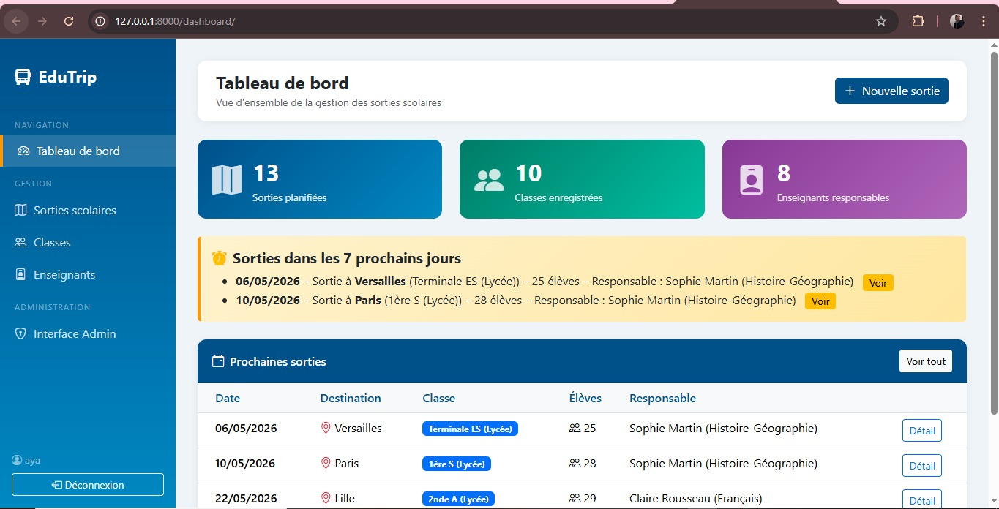 127.0.0.1:8000/dashboard/
EduTrip
NAVIGATION
Tableau de bord
GESTION
Sorties scolaires
Classes
Enseignants
ADMINISTRATION
Interface Admin
aya
Déconnexion
Tableau de bord
Vue d'ensemble de la gestion des sorties scolaires
Nouvelle sortie
13
Sorties planifiées
10
Classes enregistrées
8
Enseignants responsables
Sorties dans les 7 prochains jours
06/05/2026 – Sortie à Versailles (Terminale ES (Lycée)) – 25 élèves – Responsable : Sophie Martin (Histoire-Géographie) Voir
10/05/2026 – Sortie à Paris (1ère S (Lycée)) – 28 élèves – Responsable : Sophie Martin (Histoire-Géographie) Voir
Prochaines sorties Voir tout
Date Destination Classe Élèves Responsable
06/05/2026 Versailles Terminale ES (Lycée) 25 Sophie Martin (Histoire-Géographie) Détail
10/05/2026 Paris 1ère S (Lycée) 28 Sophie Martin (Histoire-Géographie) Détail
22/05/2026 Lille 2nde A (Lycée) 29 Claire Rousseau (Français) Détail